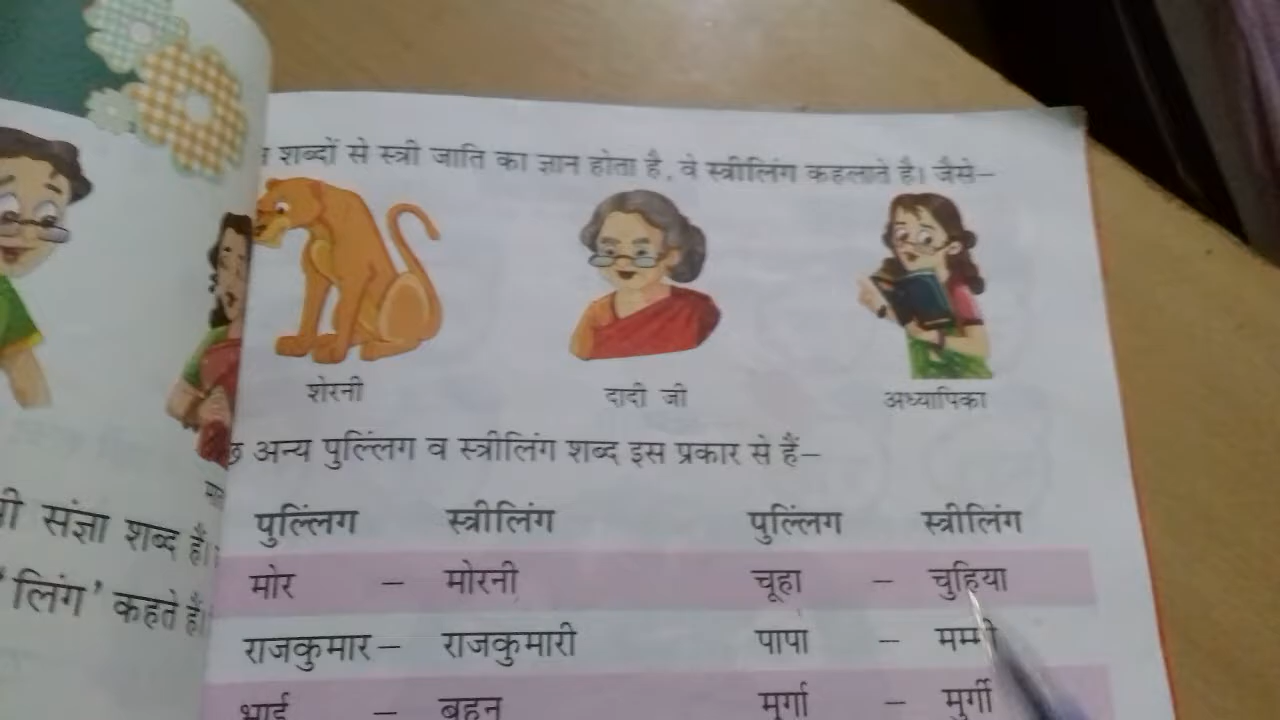 शब्दों से स्त्री जाति का ज्ञान होता है, वे स्त्रीलिंग कहलाते है। जैसे—
शेरनी दादी जी अध्यापिका
अन्य पुल्लिंग व स्त्रीलिंग शब्द इस प्रकार से हैं—
पुल्लिंग स्त्रीलिंग पुल्लिंग स्त्रीलिंग
मोर — मोरनी चूहा — चुहिया
राजकुमार — राजकुमारी पापा — मम्मी
भाई — बहन मुर्गा — मुर्गी
संज्ञा शब्द हैं।
'लिंग' कहते हैं।